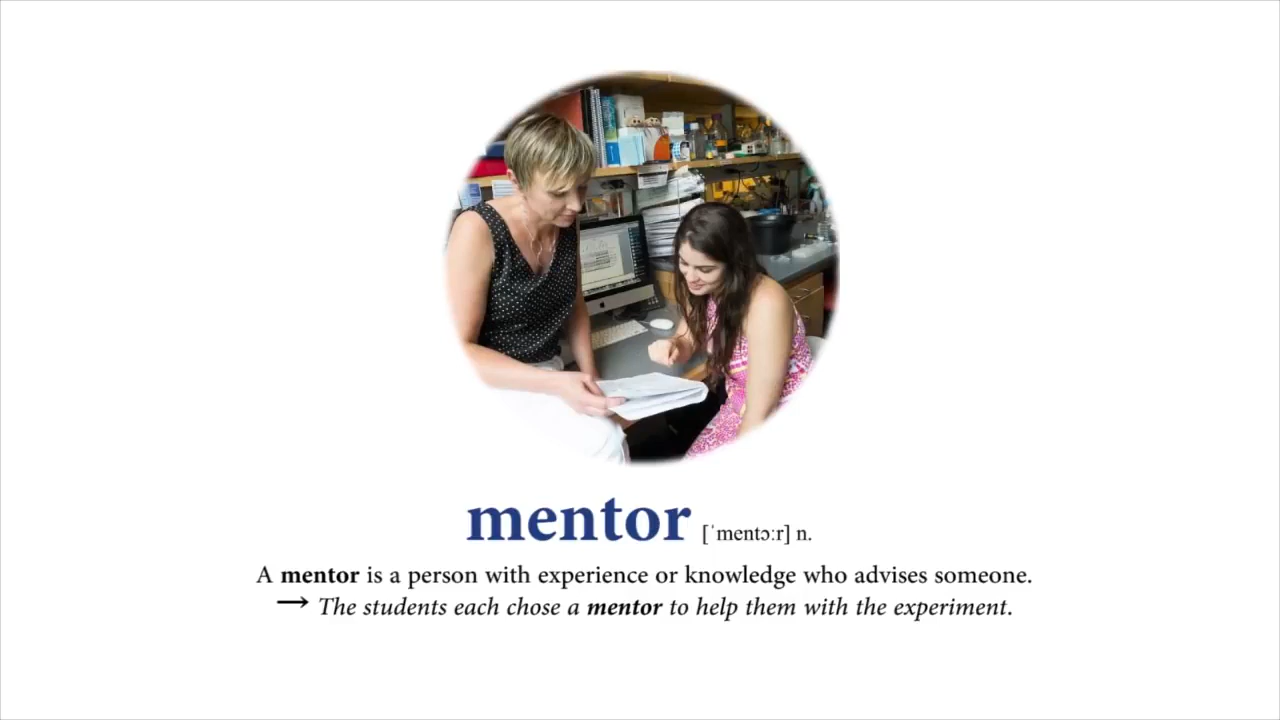 mentor [ˈmentɔːr] n.
A mentor is a person with experience or knowledge who advises someone.
→ The students each chose a mentor to help them with the experiment.